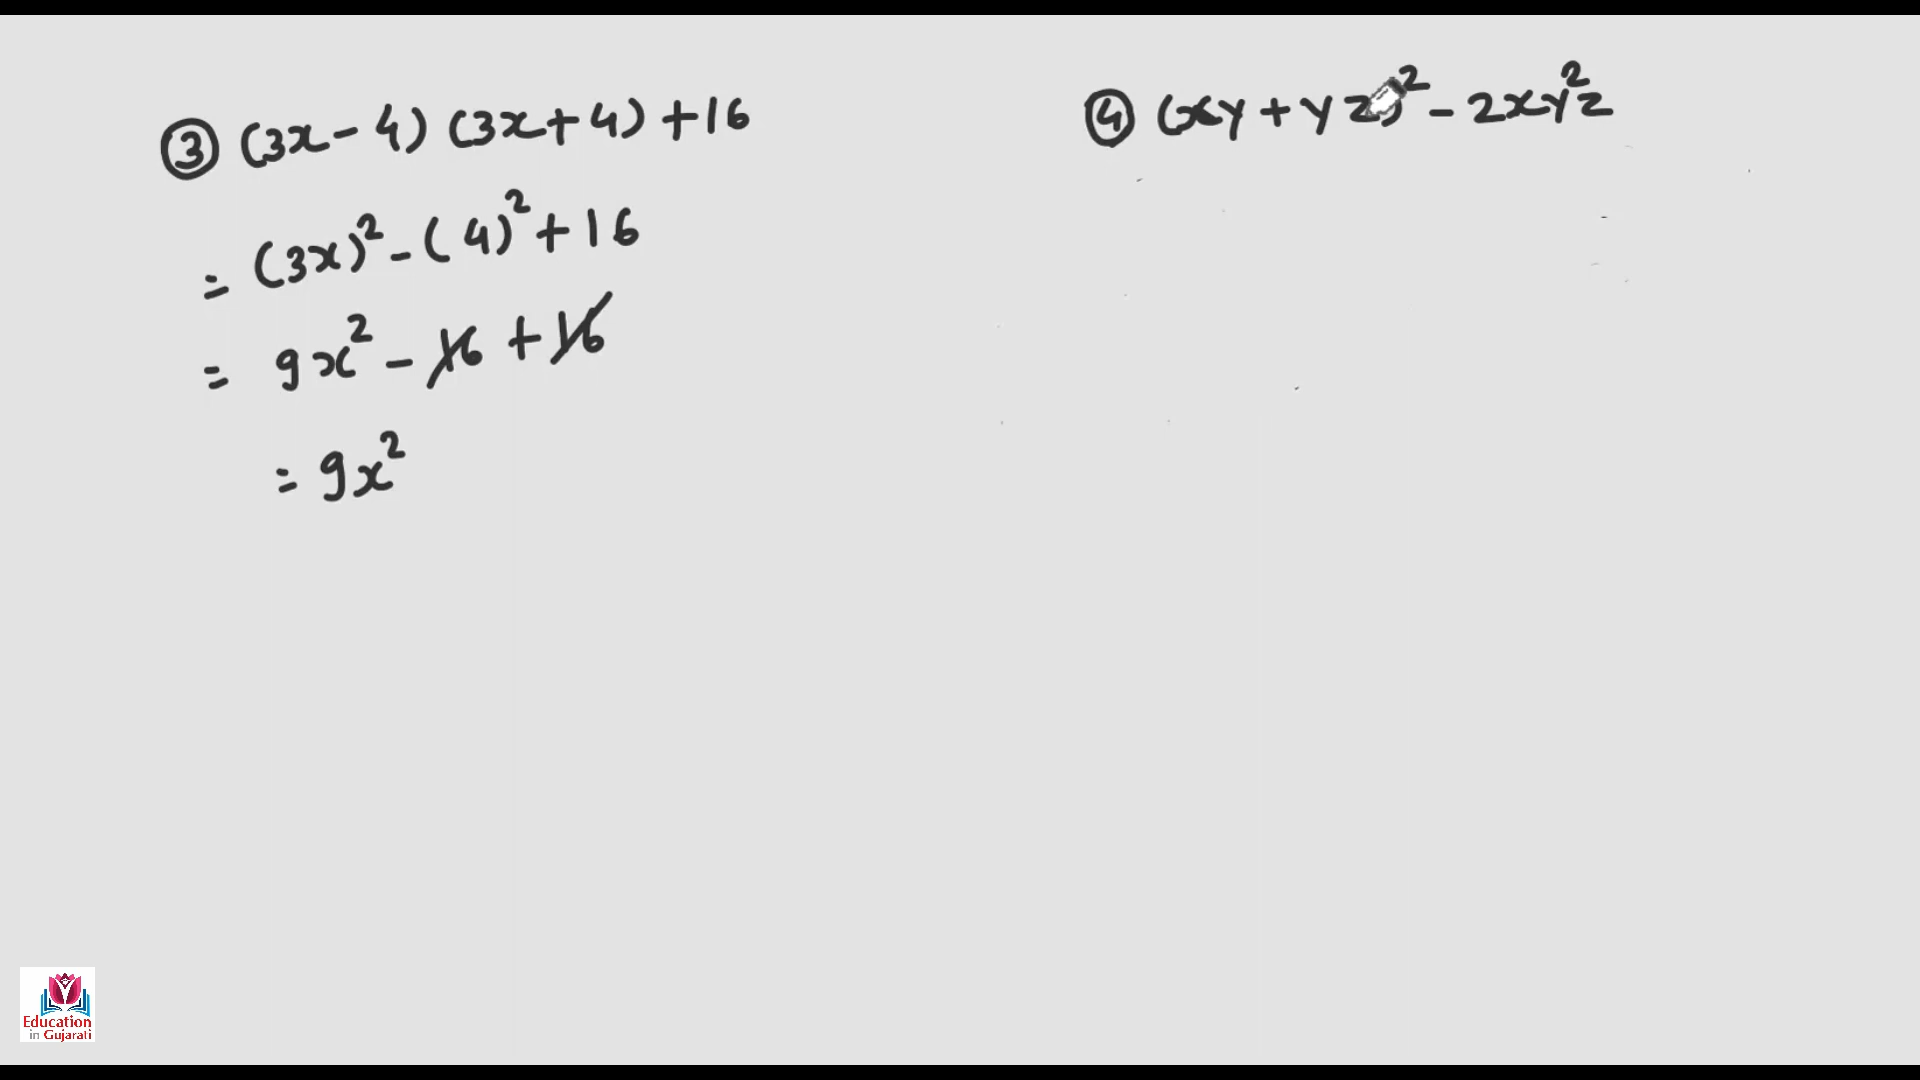 ③ (3x - 4) (3x + 4) + 16
= (3x)² - (4)² + 16
= 9x² - 16 + 16
= 9x²
④ (xy + yz)² - 2xy²z
Education
in Gujarati